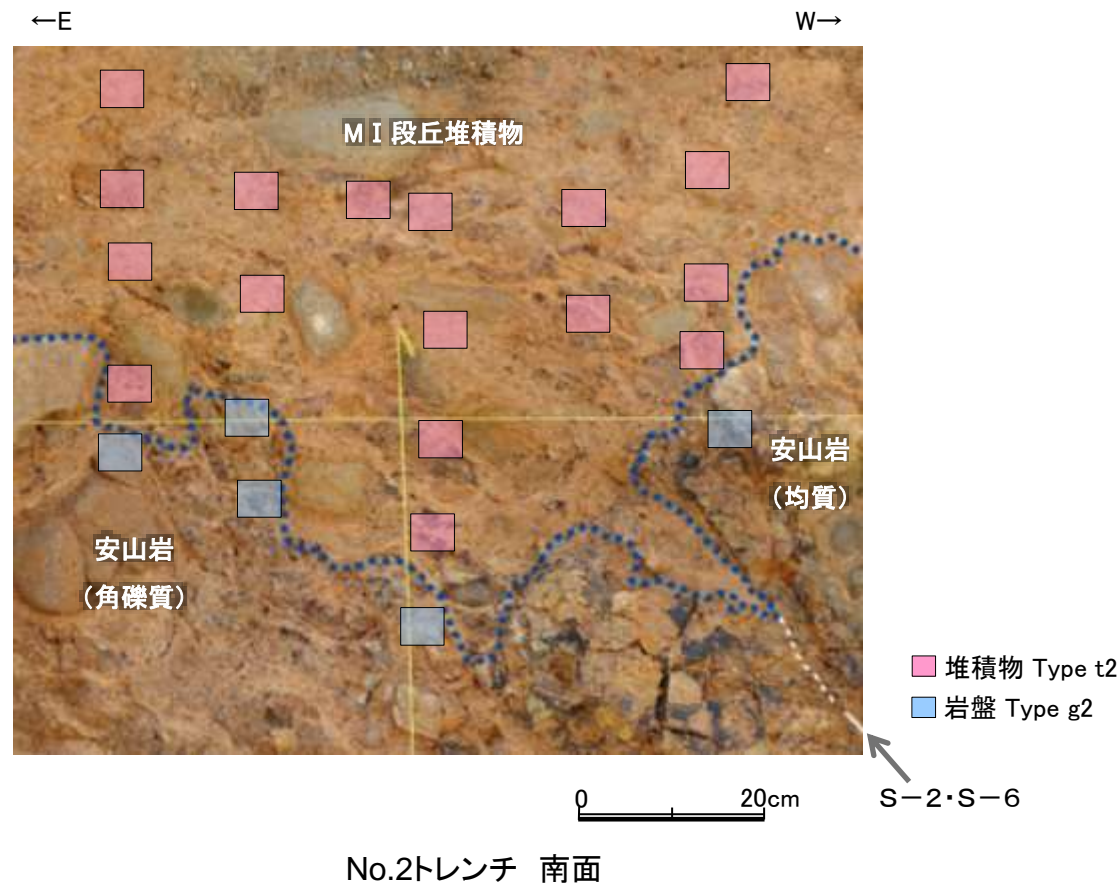 ←E
W→
MⅠ段丘堆積物
安山岩
(均質)
安山岩
(角礫質)
堆積物 Type t2
岩盤 Type g2
0 20cm
S-2・S-6
No.2トレンチ 南面